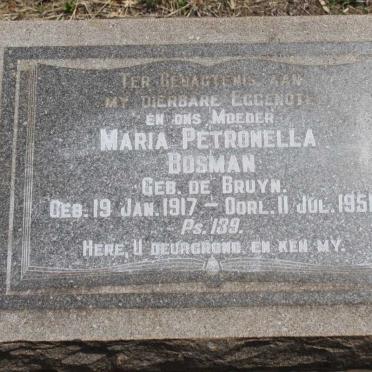 TER GEDAGTENIS AAN
MY DIERBARE EGGENOTE
EN ONS MOEDER
MARIA PETRONELLA
BOSMAN
GEB. DE BRUYN.
GEB. 19 JAN. 1917 – OORL. 11 JUL. 1951
PS. 139.
HERE, U DEURGROND EN KEN MY.